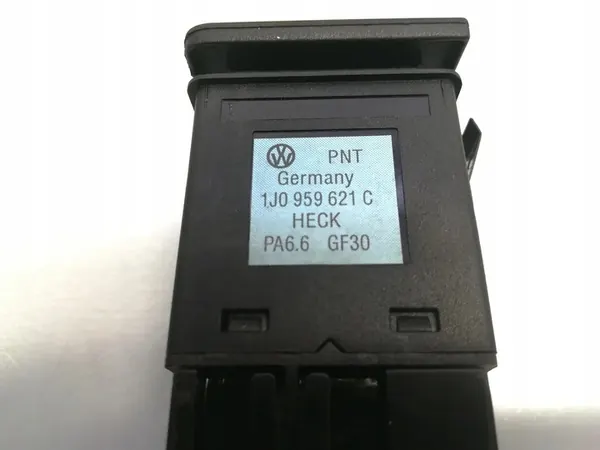 PNT
Germany
1J0 959 621 C
HECK
PA6.6 GF30